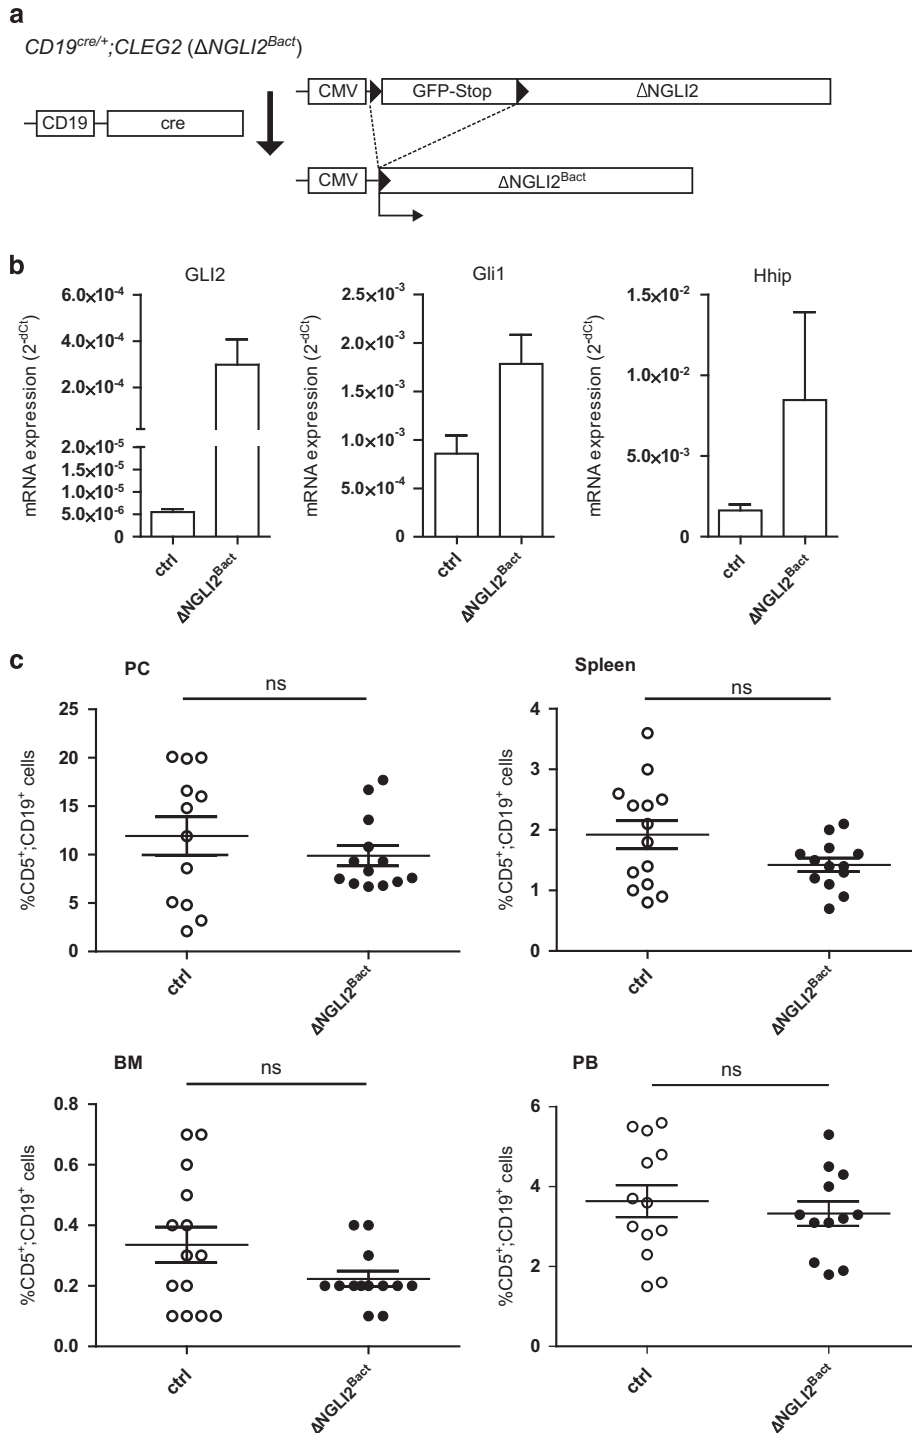 a
CD19cre/+;CLEG2 (ΔNGLI2Bact)
CMV GFP-Stop ΔNGLI2
CD19 cre
CMV ΔNGLI2Bact
b
GLI2
mRNA expression (2-dCt)
6.0×10-4
4.0×10-4
2.0×10-4
2.0×10-5
1.5×10-5
1.0×10-5
5.0×10-6
0
ctrl
ΔNGLI2Bact
Gli1
mRNA expression (2-dCt)
2.5×10-3
2.0×10-3
1.5×10-3
1.0×10-3
5.0×10-4
0
ctrl
ΔNGLI2Bact
Hhip
mRNA expression (2-dCt)
1.5×10-2
1.0×10-2
5.0×10-3
0
ctrl
ΔNGLI2Bact
c
PC
ns
%CD5+;CD19+ cells
25
20
15
10
5
0
ctrl
ΔNGLI2Bact
Spleen
ns
%CD5+;CD19+ cells
4
3
2
1
0
ctrl
ΔNGLI2Bact
BM
ns
%CD5+;CD19+ cells
0.8
0.6
0.4
0.2
0.0
ctrl
ΔNGLI2Bact
PB
ns
%CD5+;CD19+ cells
6
4
2
0
ctrl
ΔNGLI2Bact